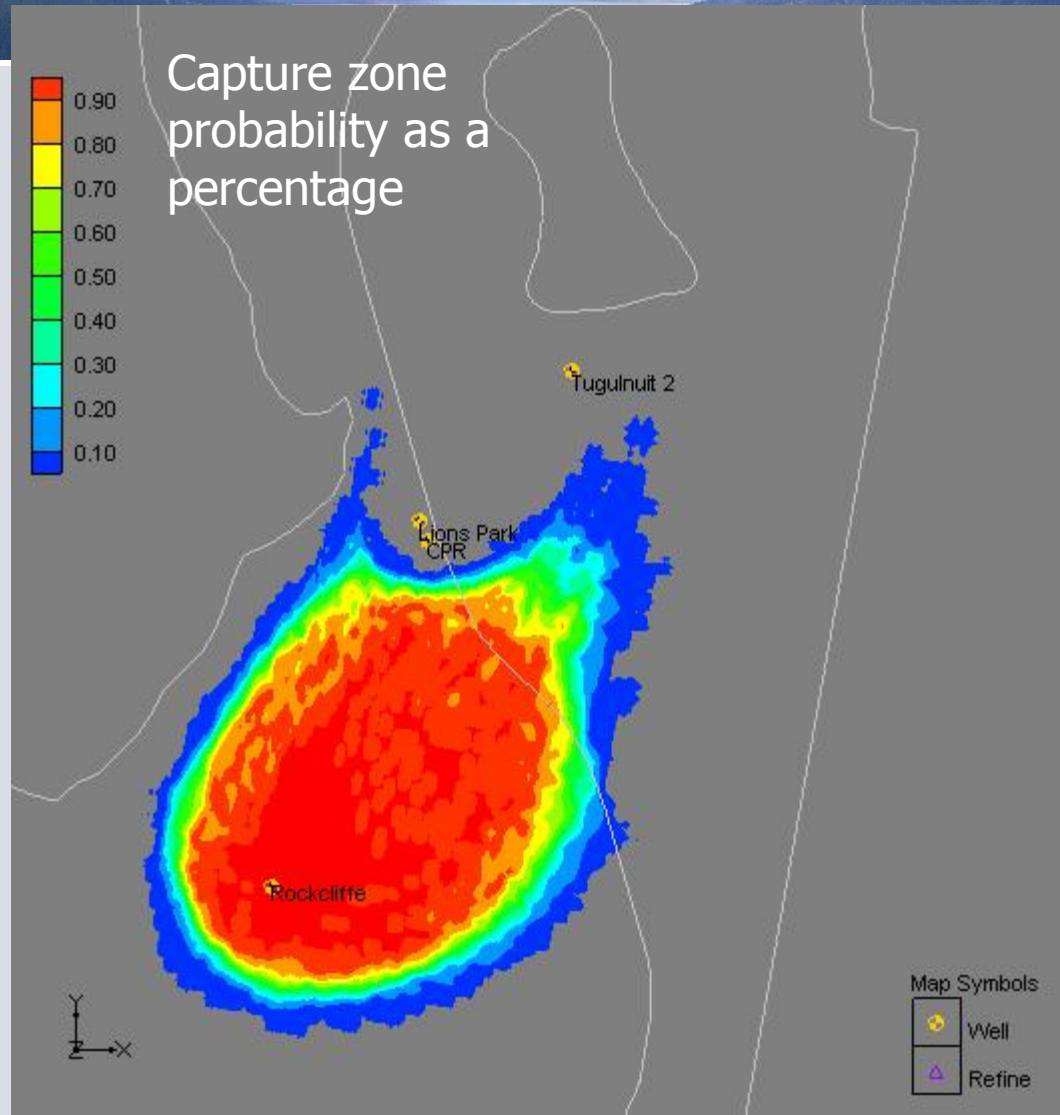 Capture zone
probability as a
percentage
0.90
0.80
0.70
0.60
0.50
0.40
0.30
0.20
0.10
Tugulnuit 2
Lions Park
CPR
Rockcliffe
Y
Z
X
Map Symbols
Well
Refine